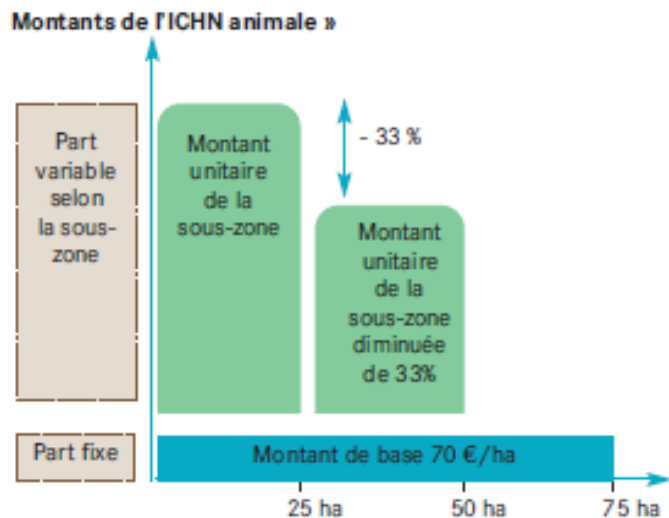 Montants de l'ICHN animale »
Part
variable
selon
la sous-
zone
Montant
unitaire
de la
sous-zone
- 33 %
Montant
unitaire
de la
sous-zone
diminuée
de 33%
Part fixe
Montant de base 70 €/ha
25 ha
50 ha
75 ha